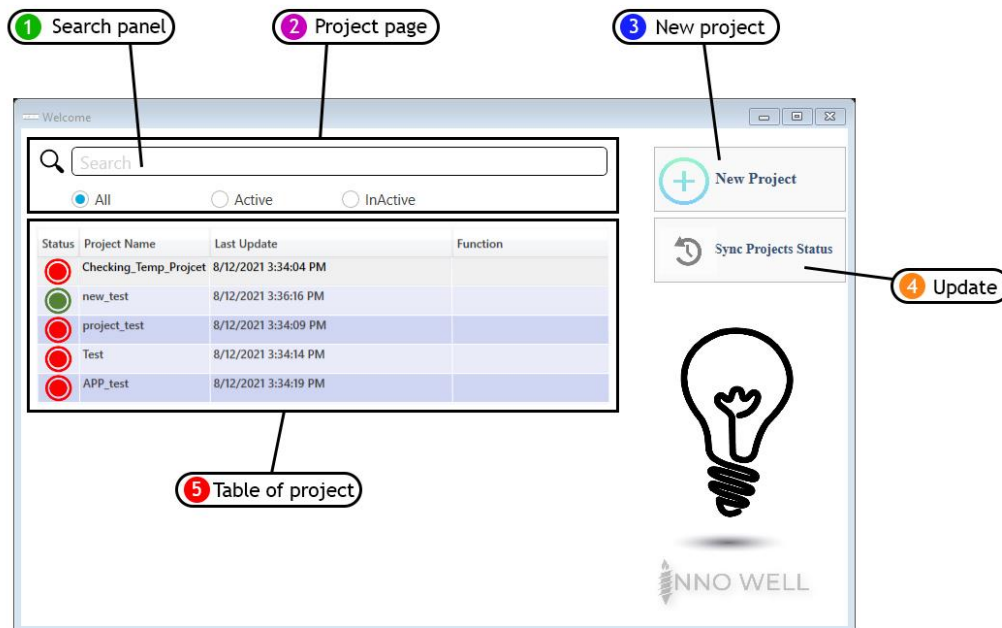 1 Search panel
2 Project page
3 New project
Welcome
Search
All Active InActive
New Project
Sync Projects Status
4 Update
Status Project Name Last Update Function
Checking_Temp_Projcet 8/12/2021 3:34:04 PM
new_test 8/12/2021 3:36:16 PM
project_test 8/12/2021 3:34:09 PM
Test 8/12/2021 3:34:14 PM
APP_test 8/12/2021 3:34:19 PM
5 Table of project
INNO WELL